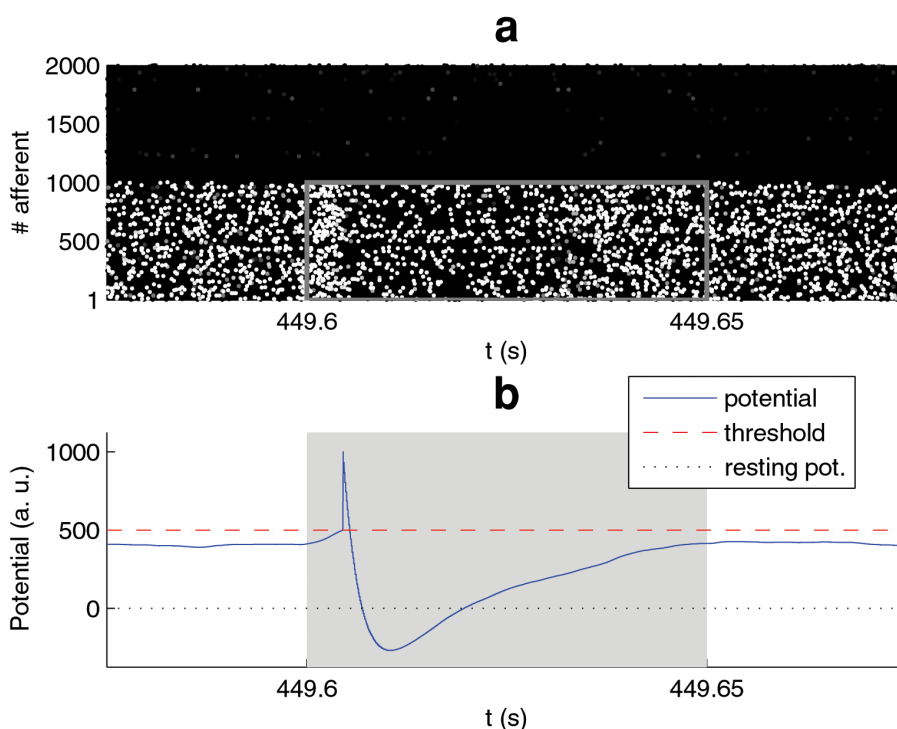 a
2000
1500
1000
500
1
# afferent
449.6
449.65
t (s)
b
potential
threshold
resting pot.
1000
500
0
Potential (a. u.)
449.6
449.65
t (s)